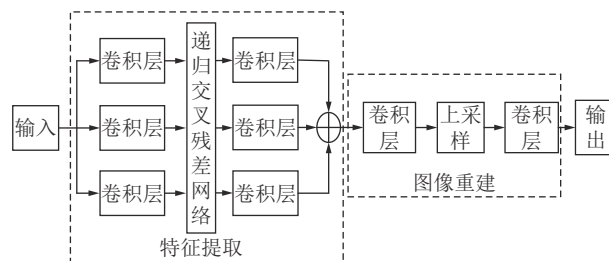 输入
卷积层
卷积层
卷积层
递归交叉残差网络
卷积层
卷积层
卷积层
特征提取
卷积层
上采样
卷积层
图像重建
输出